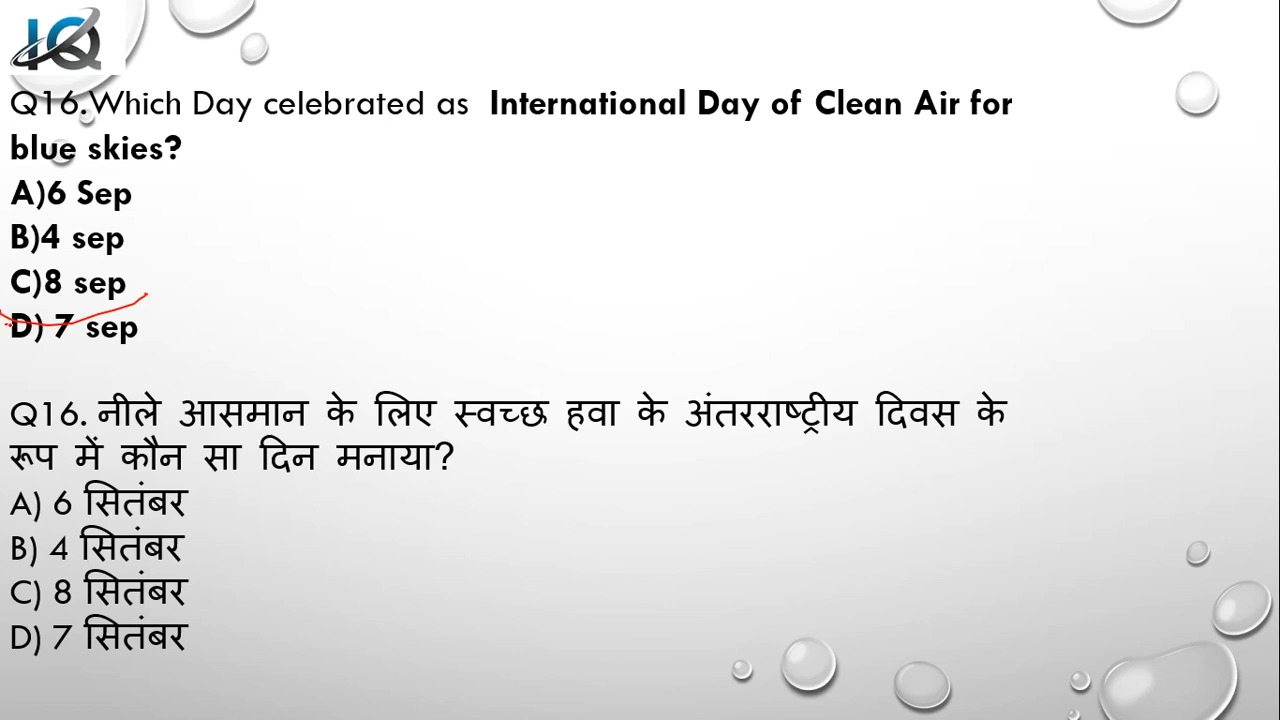 IQ
Q16.Which Day celebrated as International Day of Clean Air for
blue skies?
A)6 Sep
B)4 sep
C)8 sep
D) 7 sep
Q16. नीले आसमान के लिए स्वच्छ हवा के अंतरराष्ट्रीय दिवस के
रूप में कौन सा दिन मनाया?
A) 6 सितंबर
B) 4 सितंबर
C) 8 सितंबर
D) 7 सितंबर